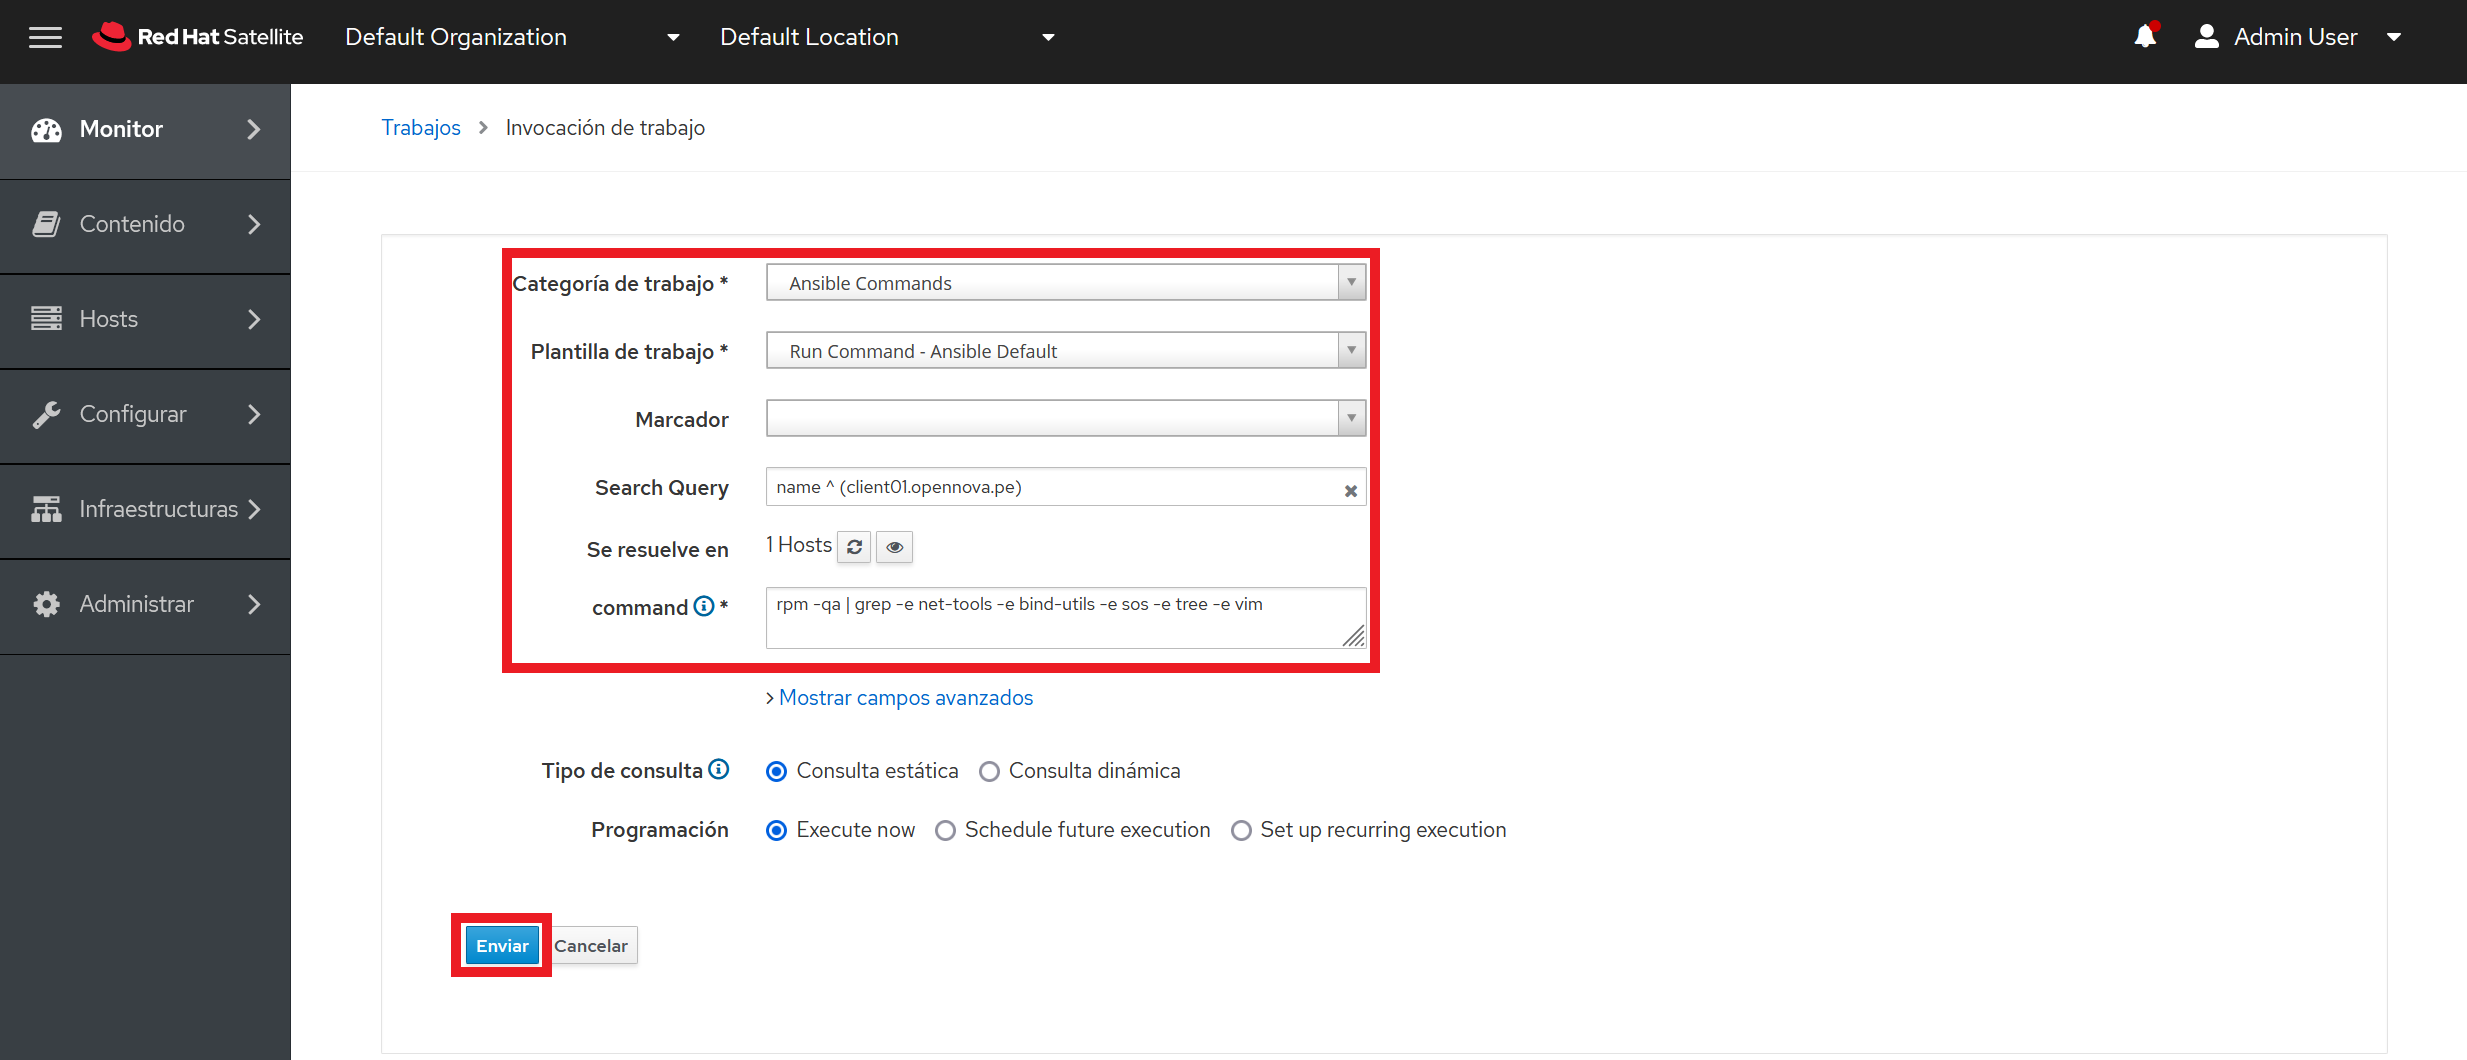 Red Hat Satellite Default Organization Default Location Admin User
Monitor
Contenido
Hosts
Configurar
Infraestructuras
Administrar
Trabajos > Invocación de trabajo
Categoría de trabajo * Ansible Commands
Plantilla de trabajo * Run Command - Ansible Default
Marcador
Search Query name ^ (client01.opennova.pe)
Se resuelve en 1 Hosts
command * rpm -qa | grep -e net-tools -e bind-utils -e sos -e tree -e vim
> Mostrar campos avanzados
Tipo de consulta Consulta estática Consulta dinámica
Programación Execute now Schedule future execution Set up recurring execution
Enviar Cancelar